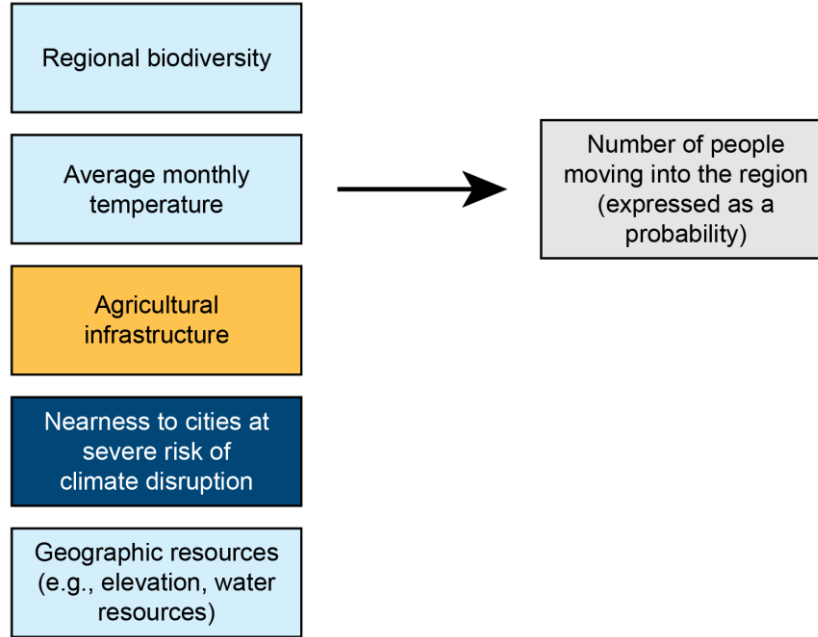 Regional biodiversity
Average monthly
temperature
Agricultural
infrastructure
Nearness to cities at
severe risk of
climate disruption
Geographic resources
(e.g., elevation, water
resources)
Number of people
moving into the region
(expressed as a
probability)